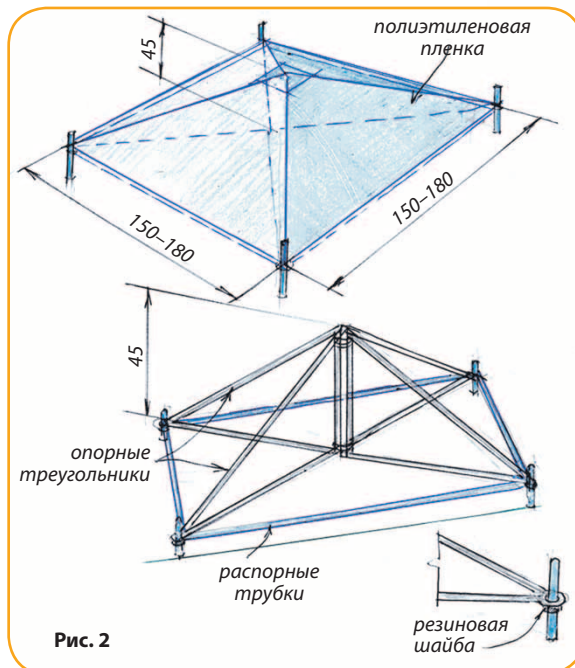 45
полиэтиленовая
пленка
150–180
150–180
45
опорные
треугольники
распорные
трубки
резиновая
шайба
Рис. 2